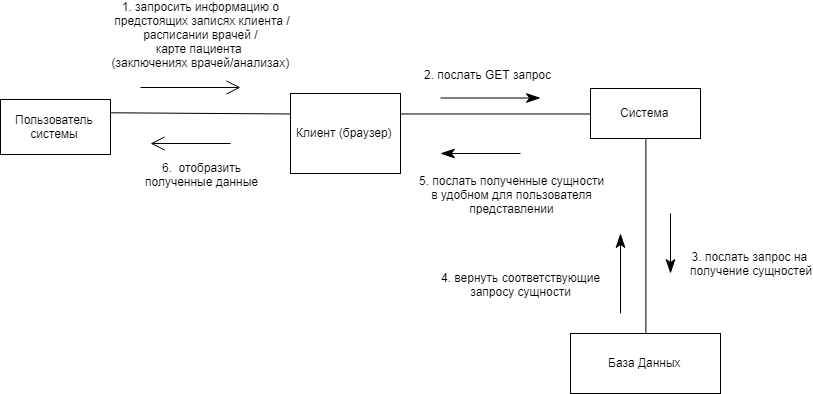 1. запросить информацию о
предстоящих записях клиента /
расписании врачей /
карте пациента
(заключениях врачей/анализах)
2. послать GET запрос
Пользователь
системы
Клиент (браузер)
Система
6. отобразить
полученные данные
5. послать полученные сущности
в удобном для пользователя
представлении
3. послать запрос на
получение сущностей
4. вернуть соответствующие
запросу сущности
База Данных